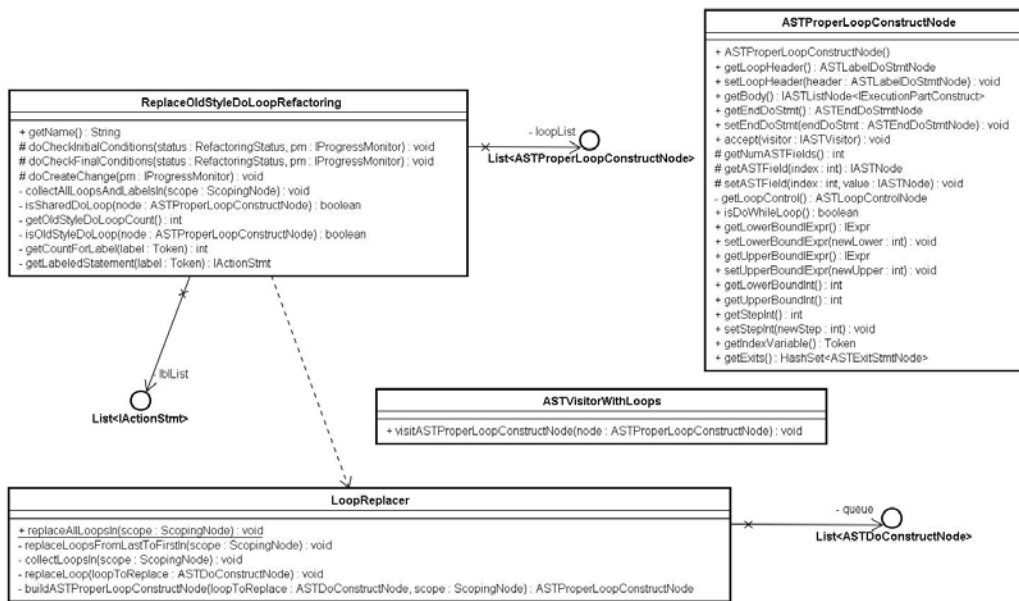 ReplaceOldStyleDoLoopRefactoring
+ getName() : String
# doCheckInitialConditions(status : RefactoringStatus, pm : IProgressMonitor) : void
# doCheckFinalConditions(status : RefactoringStatus, pm : IProgressMonitor) : void
# doCreateChange(pm : IProgressMonitor) : void
- collectAllLoopsAndLabelsIn(scope : ScopingNode) : void
- isSharedDoLoop(node : ASTProperLoopConstructNode) : boolean
- getOldStyleDoLoopCount() : int
- isOldStyleDoLoop(node : ASTProperLoopConstructNode) : boolean
- getCountForLabel(label : Token) : int
- getLabeledStatement(label : Token) : IActionStmt
- loopList
List<ASTProperLoopConstructNode>
ASTProperLoopConstructNode
+ ASTProperLoopConstructNode()
+ getLoopHeader() : ASTLabelDoStmtNode
+ setLoopHeader(header : ASTLabelDoStmtNode) : void
+ getBody() : IASTListNode<IExecutionPartConstruct>
+ getEndDoStmt() : ASTEndDoStmtNode
+ setEndDoStmt(endDoStmt : ASTEndDoStmtNode) : void
+ accept(visitor : IASTVisitor) : void
# getNumASTFields() : int
# getASTField(index : int) : IASTNode
# setASTField(index : int, value : IASTNode) : void
- getLoopControl() : ASTLoopControlNode
+ isDoWhileLoop() : boolean
+ getLowerBoundIExpr() : IExpr
+ setLowerBoundIExpr(newLower : int) : void
+ getUpperBoundIExpr() : IExpr
+ setUpperBoundIExpr(newUpper : int) : void
+ getLowerBoundInt() : int
+ getUpperBoundInt() : int
+ getStepInt() : int
+ setStepInt(newStep : int) : void
+ getIndexVariable() : Token
+ getExits() : HashSet<ASTExitStmtNode>
- lblList
List<IActionStmt>
ASTVisitorWithLoops
+ visitASTProperLoopConstructNode(node : ASTProperLoopConstructNode) : void
LoopReplacer
+ replaceAllLoopsIn(scope : ScopingNode) : void
- replaceLoopsFromLastToFirstIn(scope : ScopingNode) : void
- collectLoopsIn(scope : ScopingNode) : void
- replaceLoop(loopToReplace : ASTDoConstructNode) : void
- buildASTProperLoopConstructNode(loopToReplace : ASTDoConstructNode, scope : ScopingNode) : ASTProperLoopConstructNode
- queue
List<ASTDoConstructNode>